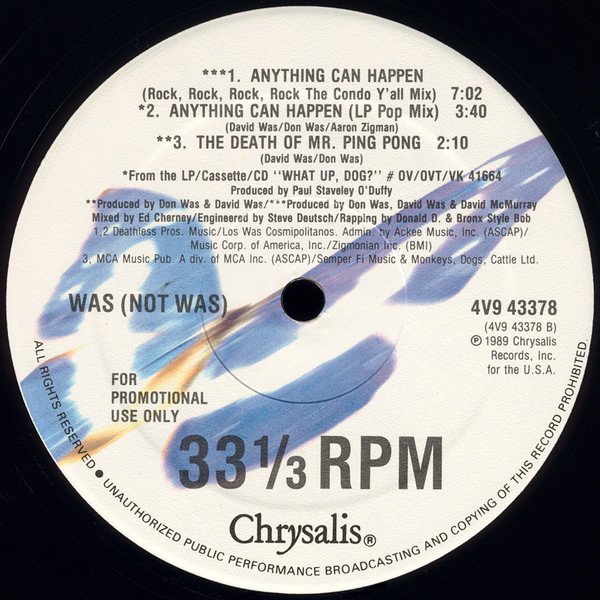 ***1. ANYTHING CAN HAPPEN
(Rock, Rock, Rock, Rock The Condo Y'all Mix) 7:02
*2. ANYTHING CAN HAPPEN (LP Pop Mix) 3:40
(David Was/Don Was/Aaron Zigman)
**3. THE DEATH OF MR. PING PONG 2:10
(David Was/Don Was)
*From the LP/Cassette/CD "WHAT UP, DOG?" # OV/OVT/VK 41664
Produced by Paul Staveley O'Duffy
**Produced by Don Was & David Was/***Produced by Don Was, David Was & David McMurray
Mixed by Ed Cherney/Engineered by Steve Deutsch/Rapping by Donald D. & Bronx Style Bob
1,2 Deathless Pros. Music/Los Was Cosmipolitanos. Admin. by Ackee Music, Inc. (ASCAP)/
Music Corp. of America, Inc./Zigmonian Inc. (BMI)
3, MCA Music Pub. A div. of MCA Inc. (ASCAP)/Semper Fi Music & Monkeys, Dogs, Cattle Ltd.
WAS (NOT WAS)
4V9 43378
(4V9 43378 B)
℗ 1989 Chrysalis
Records, Inc.
for the U.S.A.
FOR
PROMOTIONAL
USE ONLY
33 1/3 RPM
Chrysalis®
ALL RIGHTS RESERVED • UNAUTHORIZED PUBLIC PERFORMANCE BROADCASTING AND COPYING OF THIS RECORD PROHIBITED.